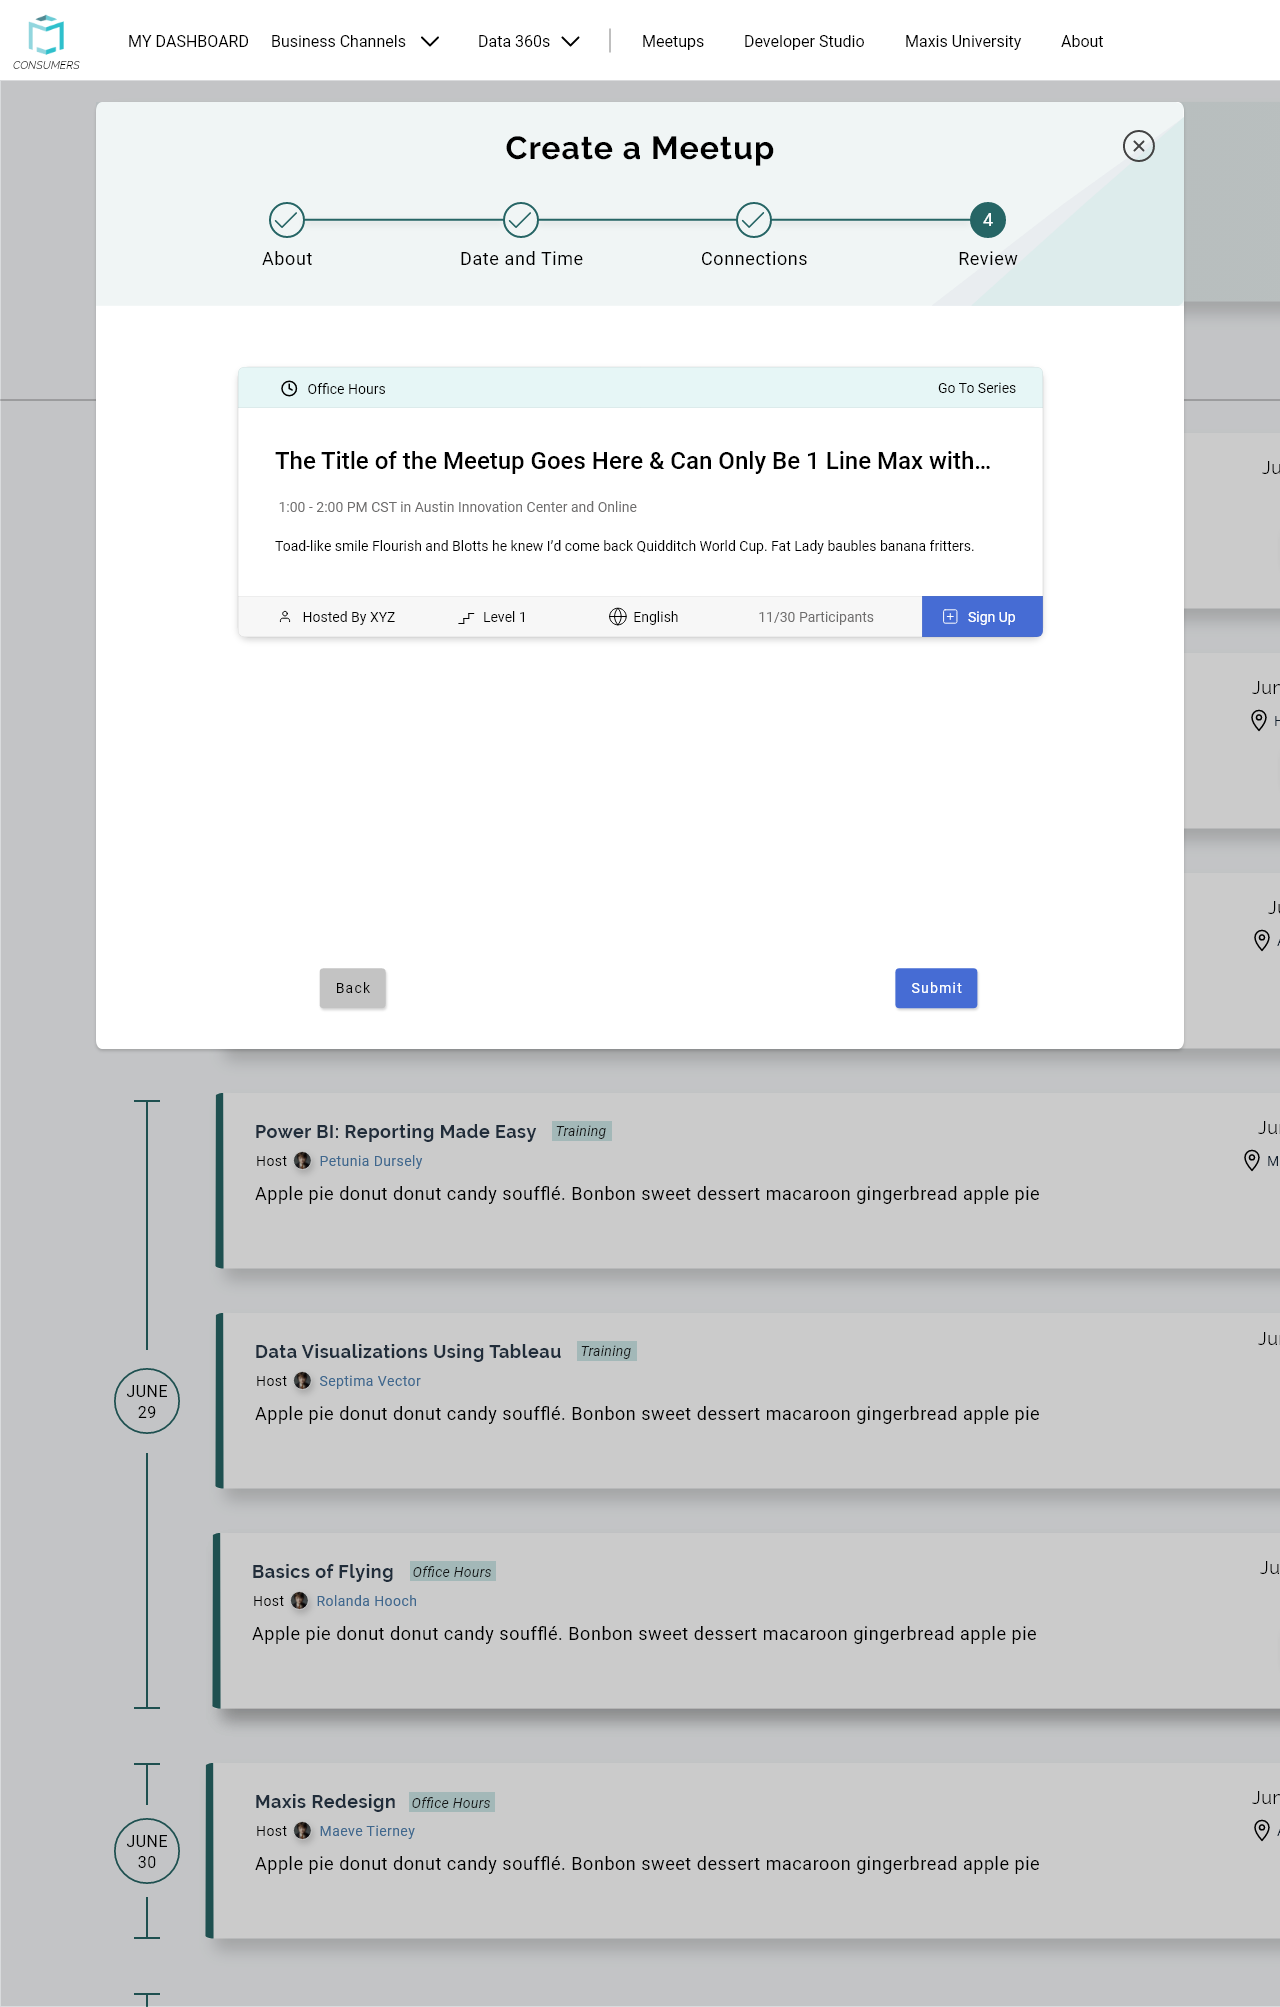 CONSUMERS
MY DASHBOARD Business Channels Data 360s Meetups Developer Studio Maxis University About
Create a Meetup
4
About Date and Time Connections Review
Office Hours Go To Series
The Title of the Meetup Goes Here & Can Only Be 1 Line Max with...
1:00 - 2:00 PM CST in Austin Innovation Center and Online
Toad-like smile Flourish and Blotts he knew I’d come back Quidditch World Cup. Fat Lady baubles banana fritters.
Hosted By XYZ Level 1 English 11/30 Participants Sign Up
Back Submit
Power BI: Reporting Made Easy Training
Host Petunia Dursely
Apple pie donut donut candy soufflé. Bonbon sweet dessert macaroon gingerbread apple pie
Data Visualizations Using Tableau Training
Host Septima Vector
Apple pie donut donut candy soufflé. Bonbon sweet dessert macaroon gingerbread apple pie
JUNE
29
Basics of Flying Office Hours
Host Rolanda Hooch
Apple pie donut donut candy soufflé. Bonbon sweet dessert macaroon gingerbread apple pie
Maxis Redesign Office Hours
Host Maeve Tierney
Apple pie donut donut candy soufflé. Bonbon sweet dessert macaroon gingerbread apple pie
JUNE
30